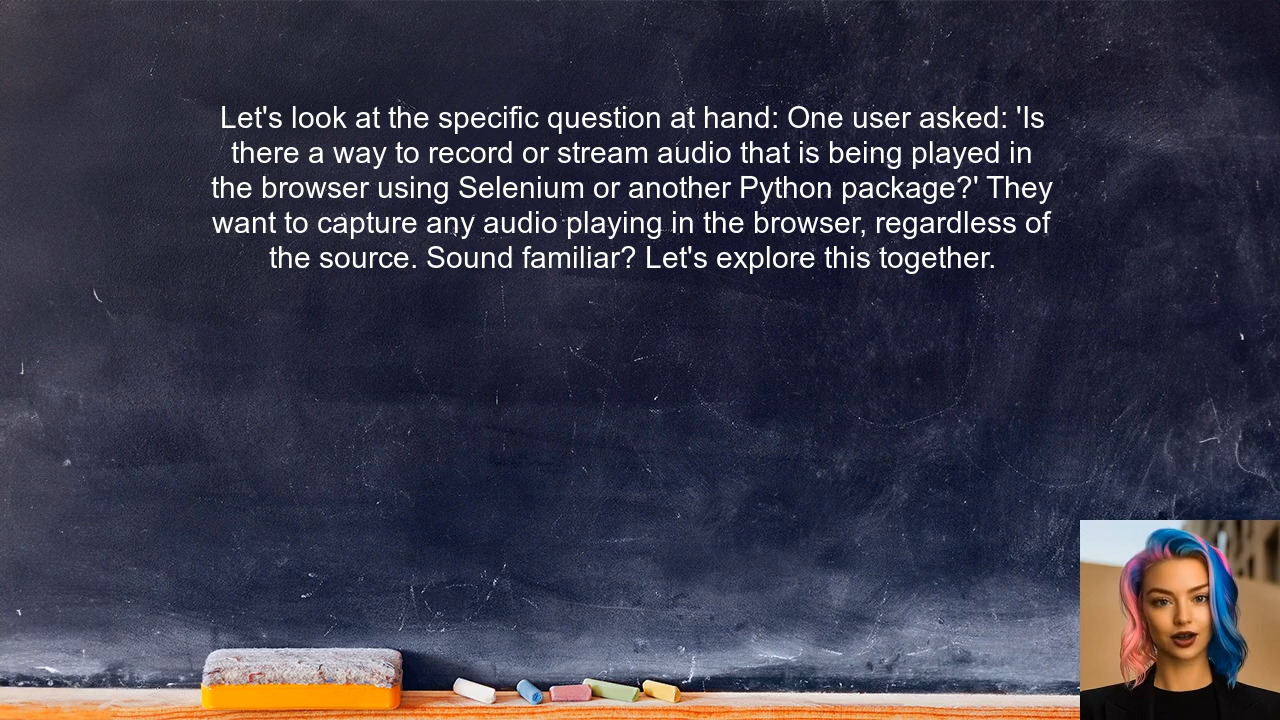 Let's look at the specific question at hand: One user asked: 'Is
there a way to record or stream audio that is being played in
the browser using Selenium or another Python package?' They
want to capture any audio playing in the browser, regardless of
the source. Sound familiar? Let's explore this together.